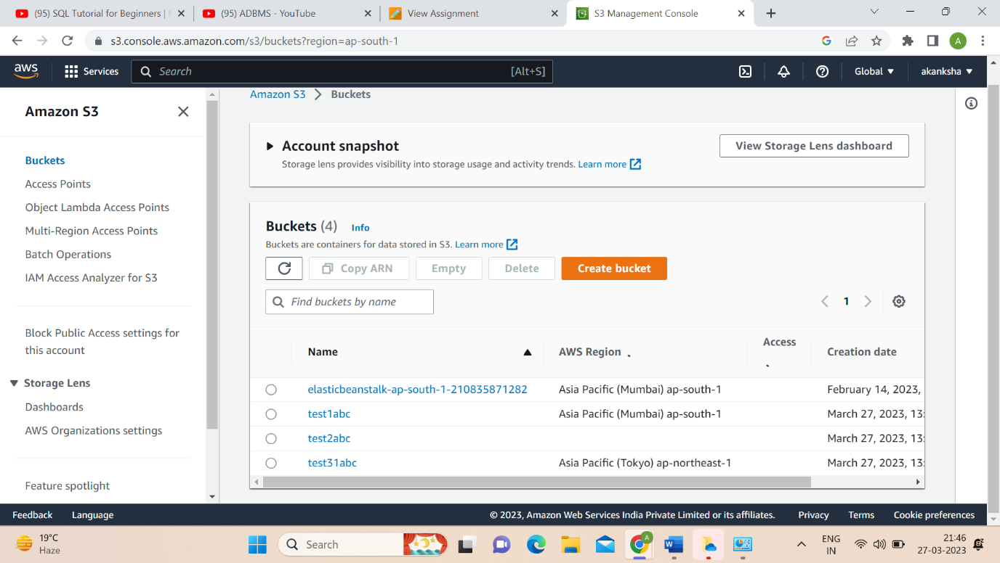 (95) SQL Tutorial for Beginners |
(95) ADBMS - YouTube
View Assignment
S3 Management Console
s3.console.aws.amazon.com/s3/buckets?region=ap-south-1
A
aws
Services
Search
[Alt+S]
Global
akanksha
Amazon S3
Buckets
Access Points
Object Lambda Access Points
Multi-Region Access Points
Batch Operations
IAM Access Analyzer for S3
Block Public Access settings for
this account
Storage Lens
Dashboards
AWS Organizations settings
Feature spotlight
Amazon S3 > Buckets
Account snapshot
View Storage Lens dashboard
Storage lens provides visibility into storage usage and activity trends. Learn more
Buckets (4) Info
Buckets are containers for data stored in S3. Learn more
Copy ARN
Empty
Delete
Create bucket
Find buckets by name
1
Name AWS Region Access Creation date
elasticbeanstalk-ap-south-1-210835871282 Asia Pacific (Mumbai) ap-south-1 February 14, 2023,
test1abc Asia Pacific (Mumbai) ap-south-1 March 27, 2023, 13:
test2abc March 27, 2023, 13:
test31abc Asia Pacific (Tokyo) ap-northeast-1 March 27, 2023, 13:
Feedback Language © 2023, Amazon Web Services India Private Limited or its affiliates. Privacy Terms Cookie preferences
19°C
Haze
Search
A
ENG
IN
21:46
27-03-2023